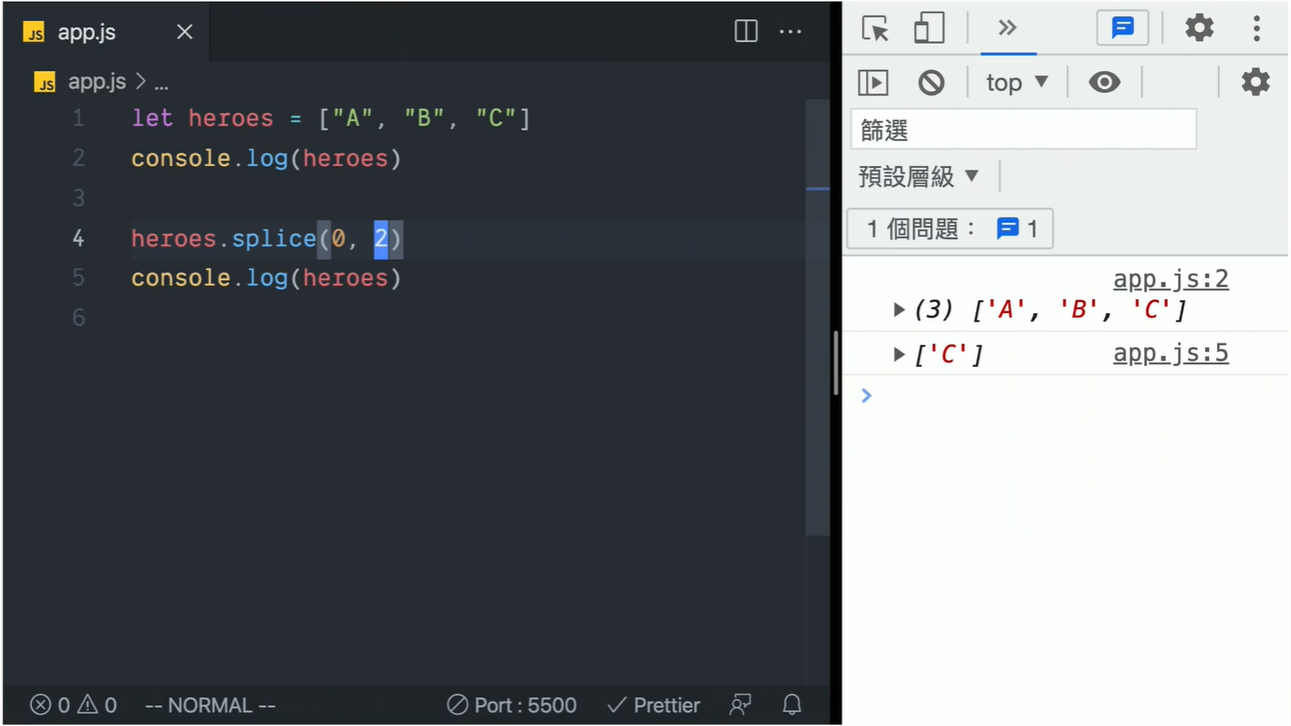 JS app.js
JS app.js > ...
1 let heroes = ["A", "B", "C"]
2 console.log(heroes)
3
4 heroes.splice(0, 2)
5 console.log(heroes)
6
0 0 -- NORMAL -- Port : 5500 Prettier
top
篩選
預設層級
1 個問題： 1
app.js:2
(3) ['A', 'B', 'C']
['C'] app.js:5